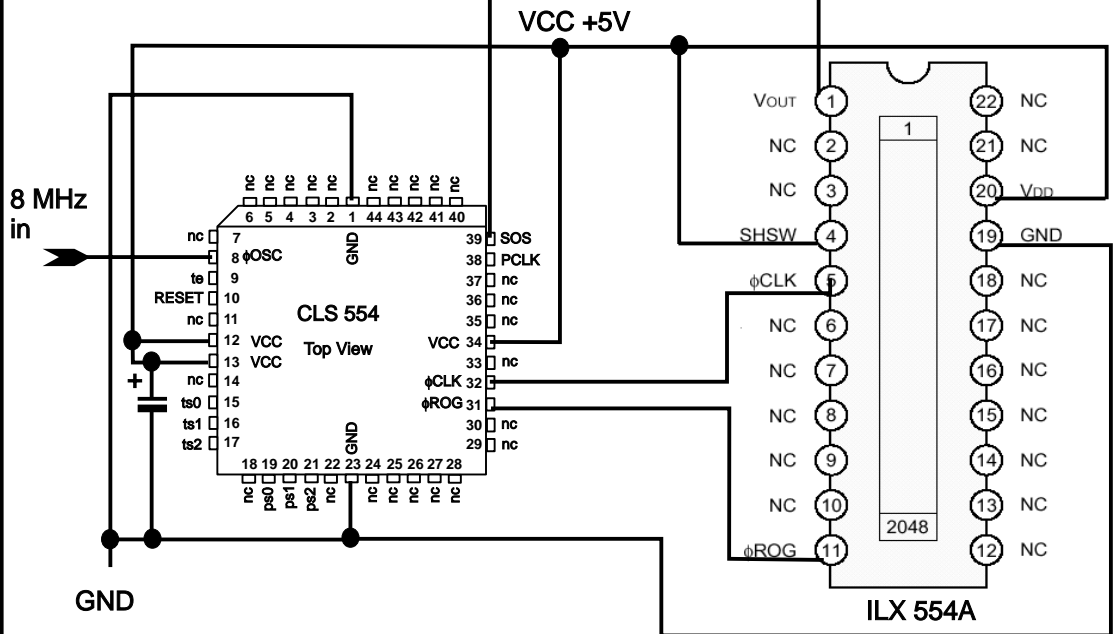 VCC +5V
8 MHz
in
nc nc nc nc nc nc nc nc nc
6 5 4 3 2 1 44 43 42 41 40
GND
nc 7
8 ϕOSC
te 9
RESET 10
nc 11
12 VCC
13 VCC
+
nc 14
ts0 15
ts1 16
ts2 17
CLS 554
Top View
39 SOS
38 PCLK
37 nc
36 nc
35 nc
VCC 34
33 nc
ϕCLK 32
ϕROG 31
30 nc
29 nc
GND
18 19 20 21 22 23 24 25 26 27 28
nc ps0 ps1 ps2 nc nc nc nc nc nc
GND
VOUT 1
NC 2
NC 3
SHSW 4
ϕCLK 5
NC 6
NC 7
NC 8
NC 9
NC 10
ϕROG 11
1
2048
22 NC
21 NC
20 VDD
19 GND
18 NC
17 NC
16 NC
15 NC
14 NC
13 NC
12 NC
ILX 554A